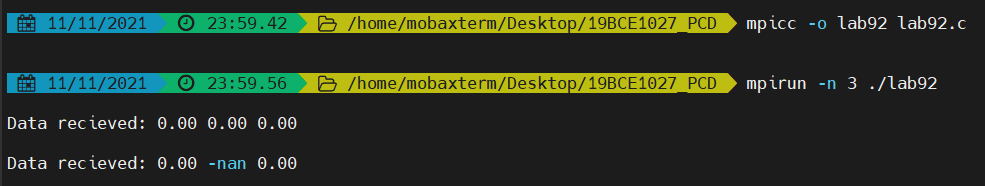 11/11/2021 23:59.42 /home/mobaxterm/Desktop/19BCE1027_PCD mpicc -o lab92 lab92.c
11/11/2021 23:59.56 /home/mobaxterm/Desktop/19BCE1027_PCD mpirun -n 3 ./lab92
Data recieved: 0.00 0.00 0.00
Data recieved: 0.00 -nan 0.00